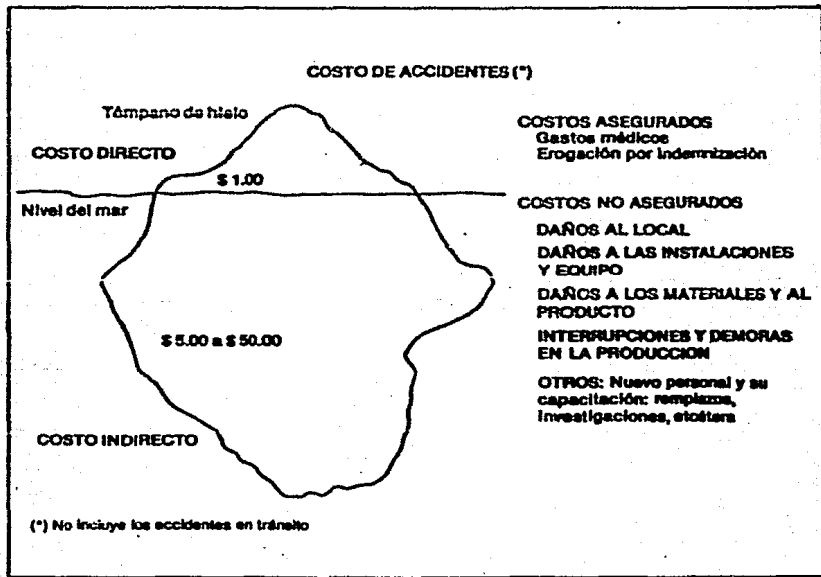 COSTO DE ACCIDENTES (*)
Témpano de hielo
COSTO DIRECTO
$ 1.00
Nivel del mar
$ 5.00 a $ 50.00
COSTO INDIRECTO
(*) No incluye los accidentes en tránsito
COSTOS ASEGURADOS
Gastos médicos
Erogación por indemnización
COSTOS NO ASEGURADOS
DAÑOS AL LOCAL
DAÑOS A LAS INSTALACIONES
Y EQUIPO
DAÑOS A LOS MATERIALES Y AL
PRODUCTO
INTERRUPCIONES Y DEMORAS
EN LA PRODUCCION
OTROS: Nuevo personal y su
capacitación: remplazos,
investigaciones, etcétera